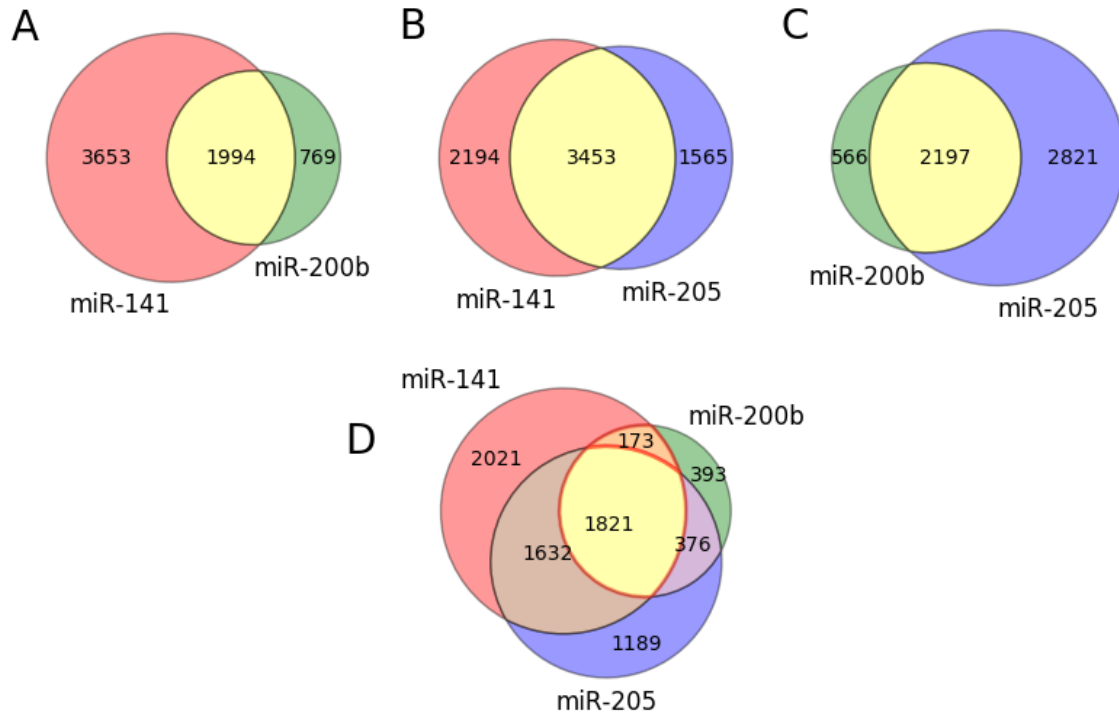 A
B
C
3653
1994
769
2194
3453
1565
566
2197
2821
miR-200b
miR-141
miR-141
miR-205
miR-200b
miR-205
miR-141
miR-200b
D
173
2021
393
1821
376
1632
1189
miR-205